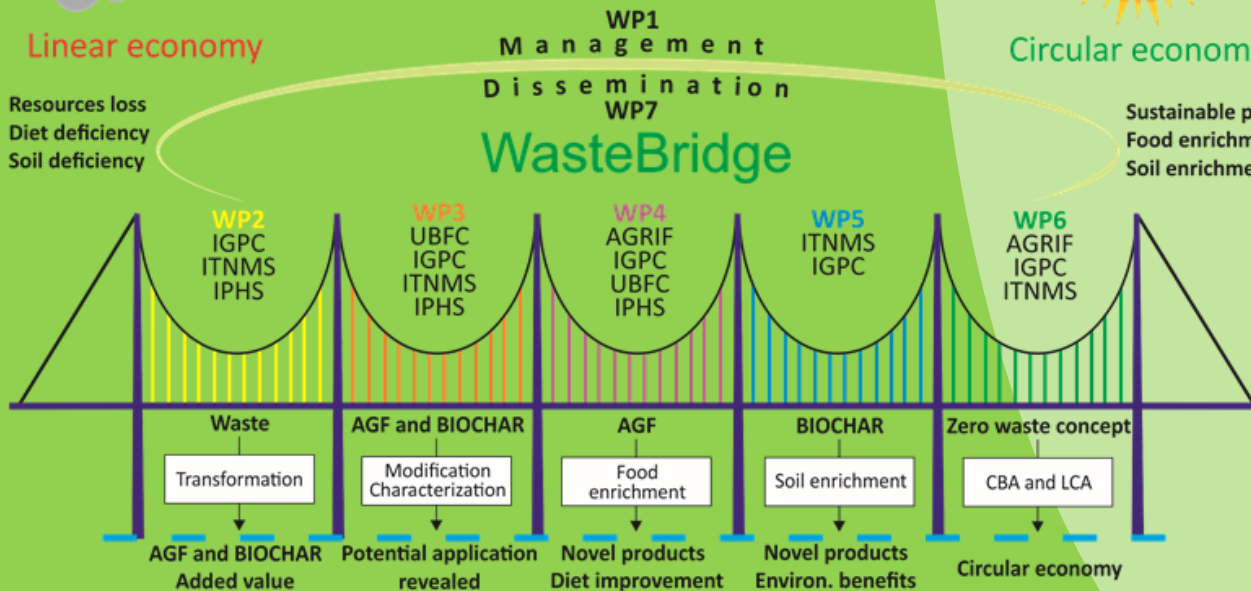 WP1
Management
Linear economy
Circular econom
Dissemination
WP7
Resources loss
Diet deficiency
Soil deficiency
Sustainable p
Food enrichm
Soil enrichme
WasteBridge
WP2
IGPC
ITNMS
IPHS
WP3
UBFC
IGPC
ITNMS
IPHS
WP4
AGRIF
IGPC
UBFC
IPHS
WP5
ITNMS
IGPC
WP6
AGRIF
IGPC
ITNMS
Waste
Transformation
AGF and BIOCHAR
Added value
AGF and BIOCHAR
Modification
Characterization
Potential application
revealed
AGF
Food
enrichment
Novel products
Diet improvement
BIOCHAR
Soil enrichment
Novel products
Environ. benefits
Zero waste concept
CBA and LCA
Circular economy